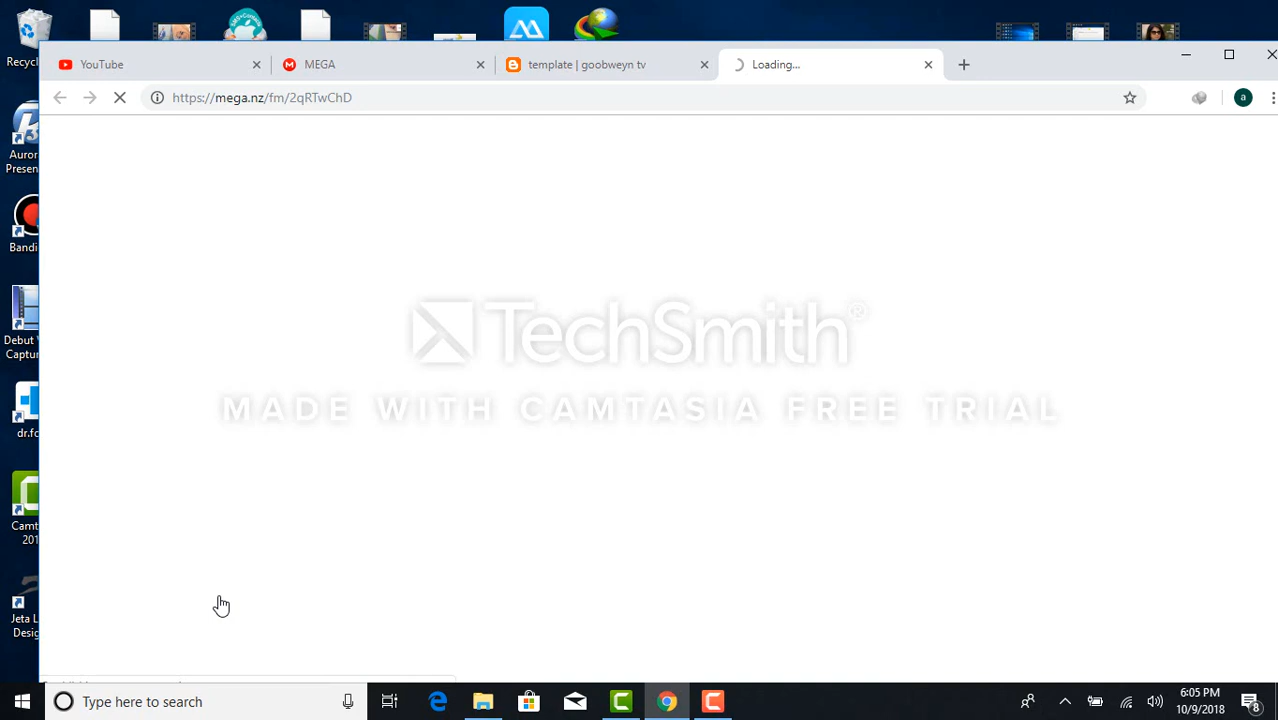 Recycl
YouTube
MEGA
template | goobweyn tv
Loading...
https://mega.nz/fm/2qRTwChD
a
Auror
Presen
Bandi
Debut V
Captur
dr.fo
Camt
201
Jeta L
Desig
TechSmith®
MADE WITH CAMTASIA FREE TRIAL
Type here to search
6:05 PM
10/9/2018
8